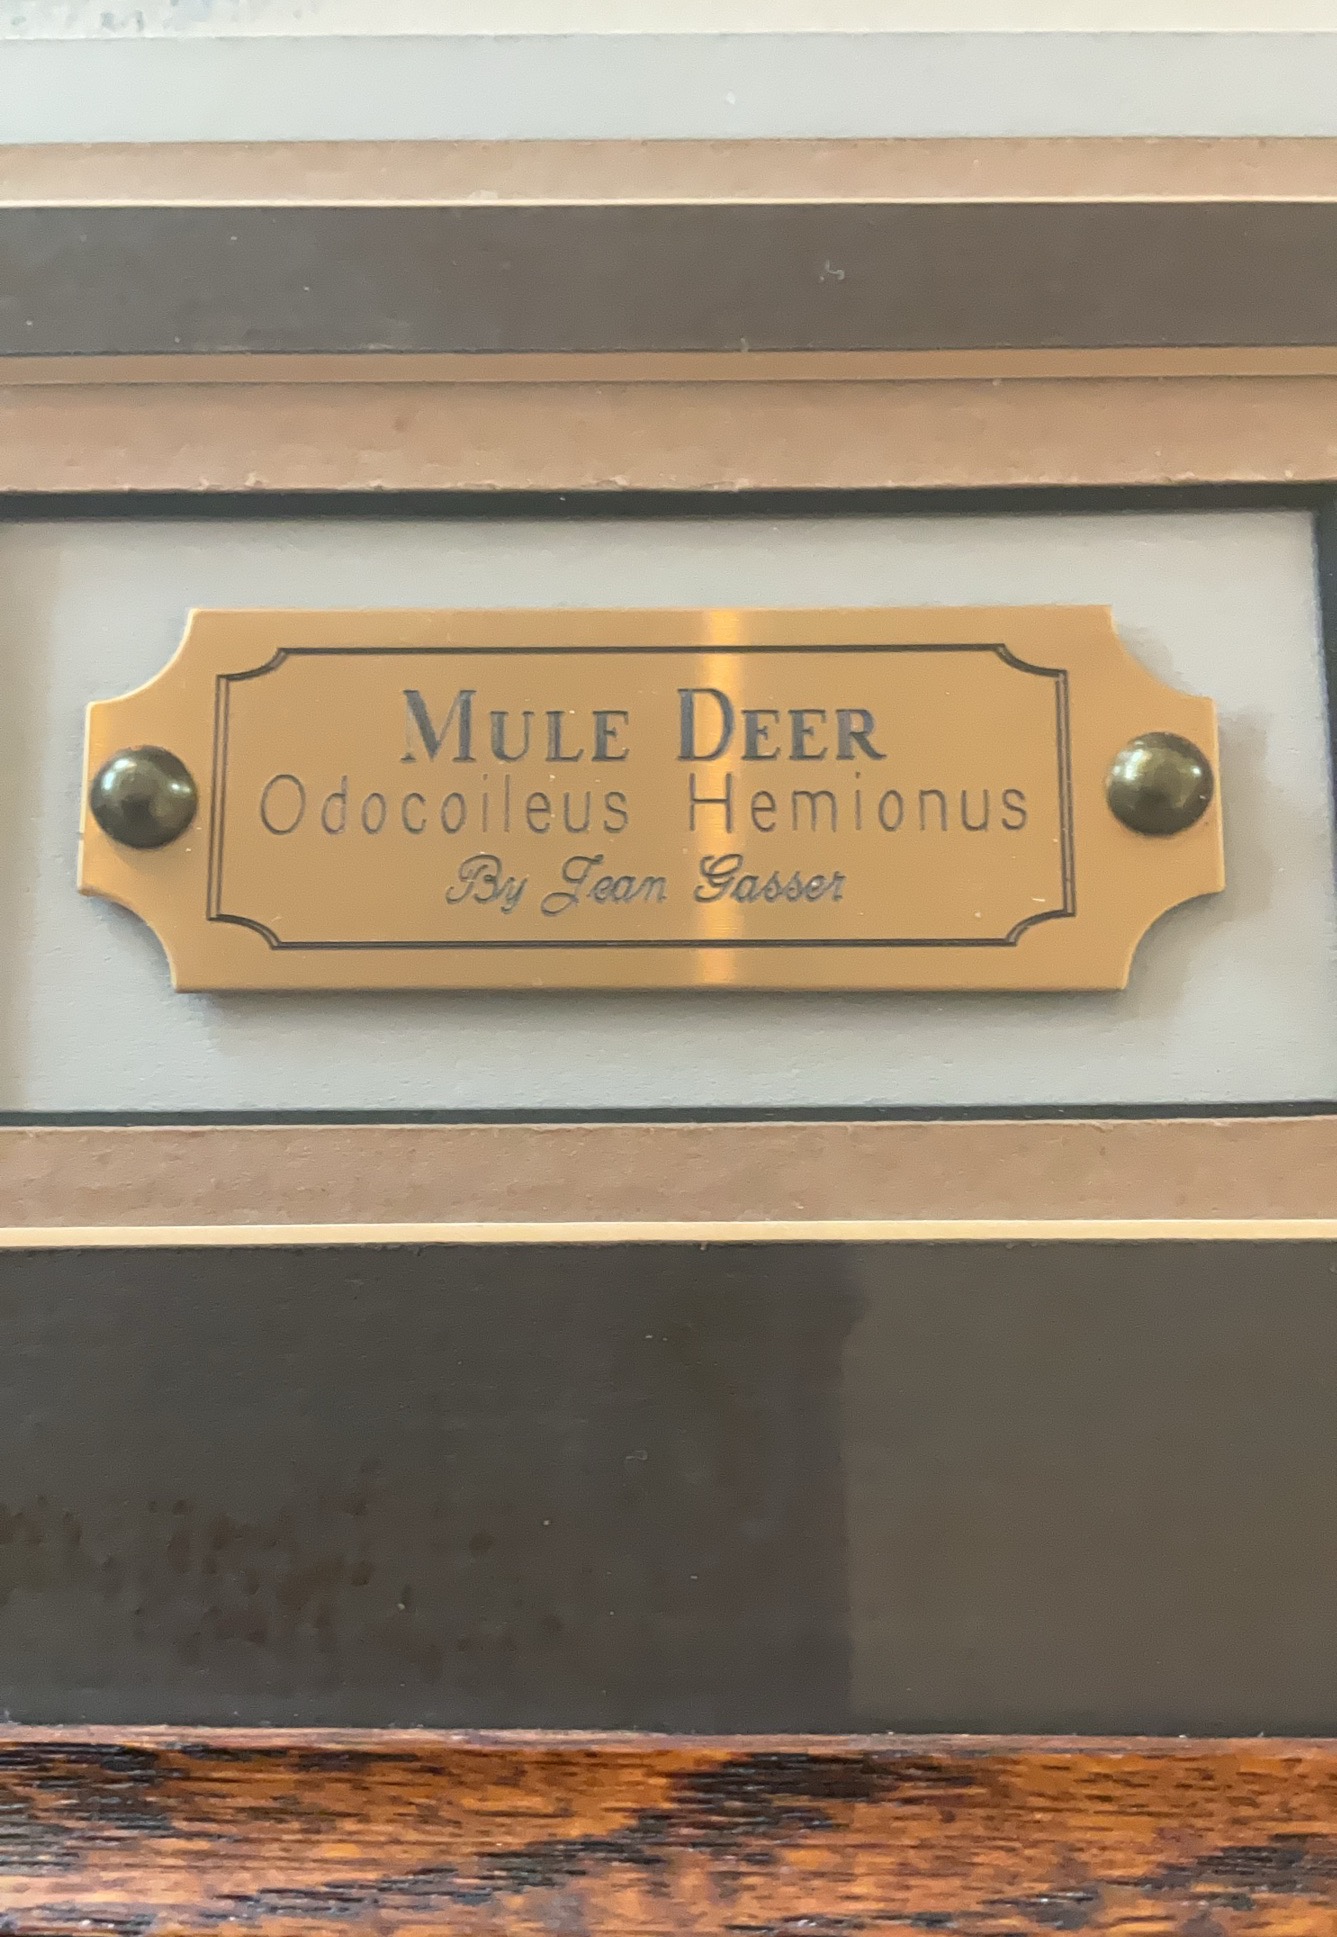 MULE DEER
Odocoileus Hemionus
By Jean Gasser